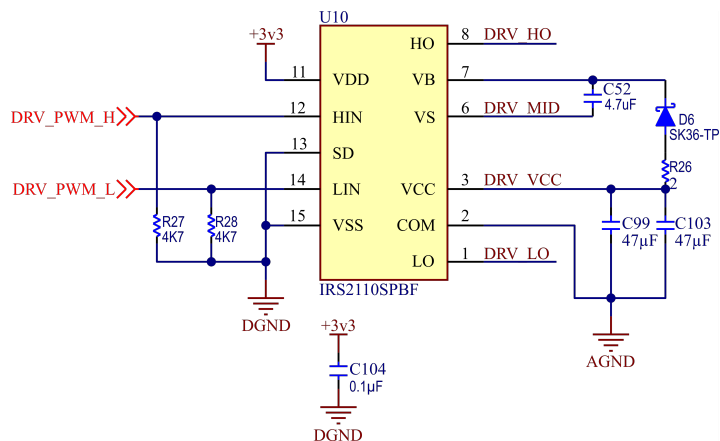 U10
+3v3
HO 8 DRV_HO
11 VDD VB 7
C52
4.7uF
DRV_PWM_H 12 HIN VS 6 DRV_MID
D6
SK36-TP
13 SD
R26
2
DRV_PWM_L 14 LIN VCC 3 DRV_VCC
R27
4K7
R28
4K7
15 VSS COM 2
C99
47µF
C103
47µF
LO 1 DRV_LO
IRS2110SPBF
DGND
+3v3
AGND
C104
0.1µF
DGND